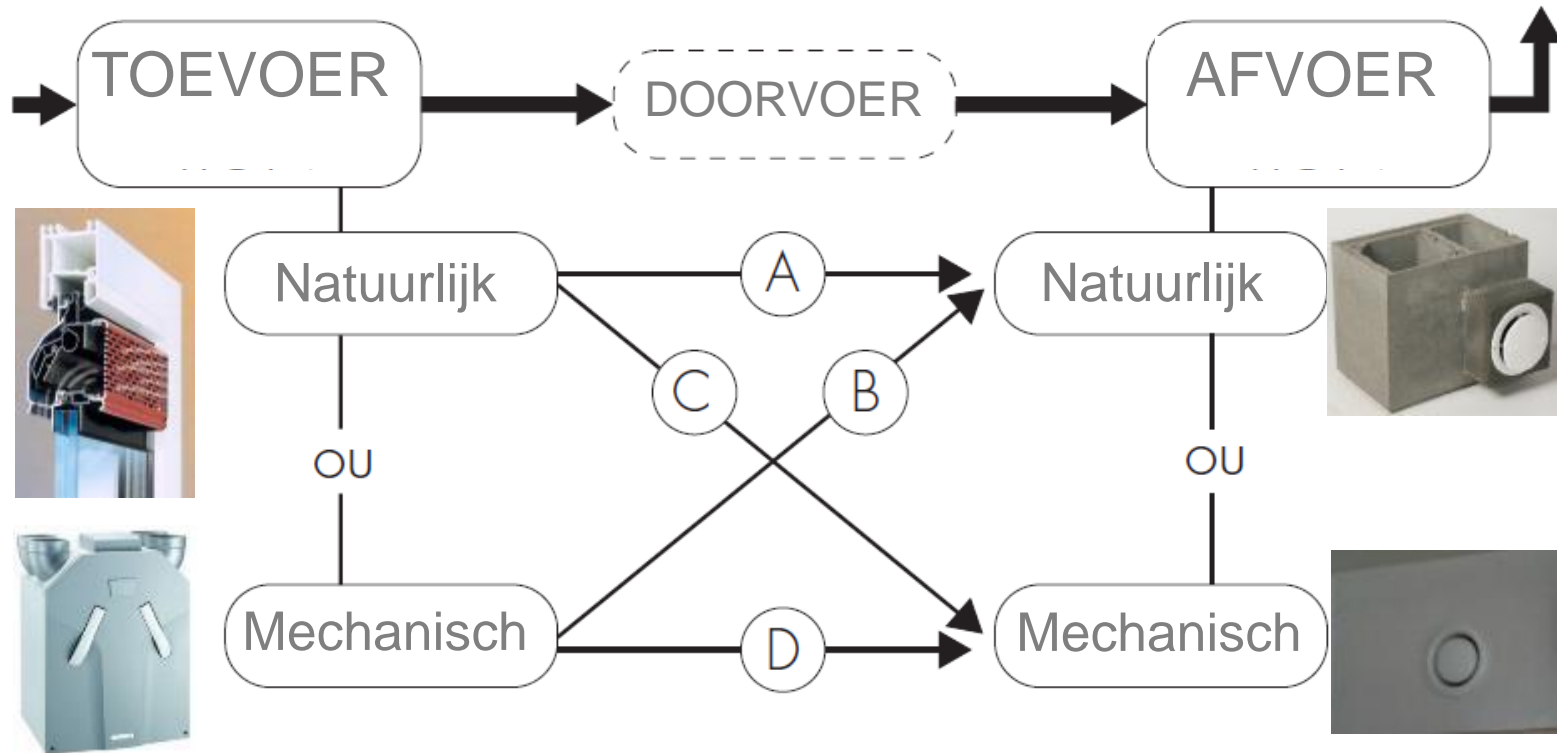 TOEVOER
DOORVOER
AFVOER
Natuurlijk
A
Natuurlijk
C
B
OU
OU
Mechanisch
D
Mechanisch